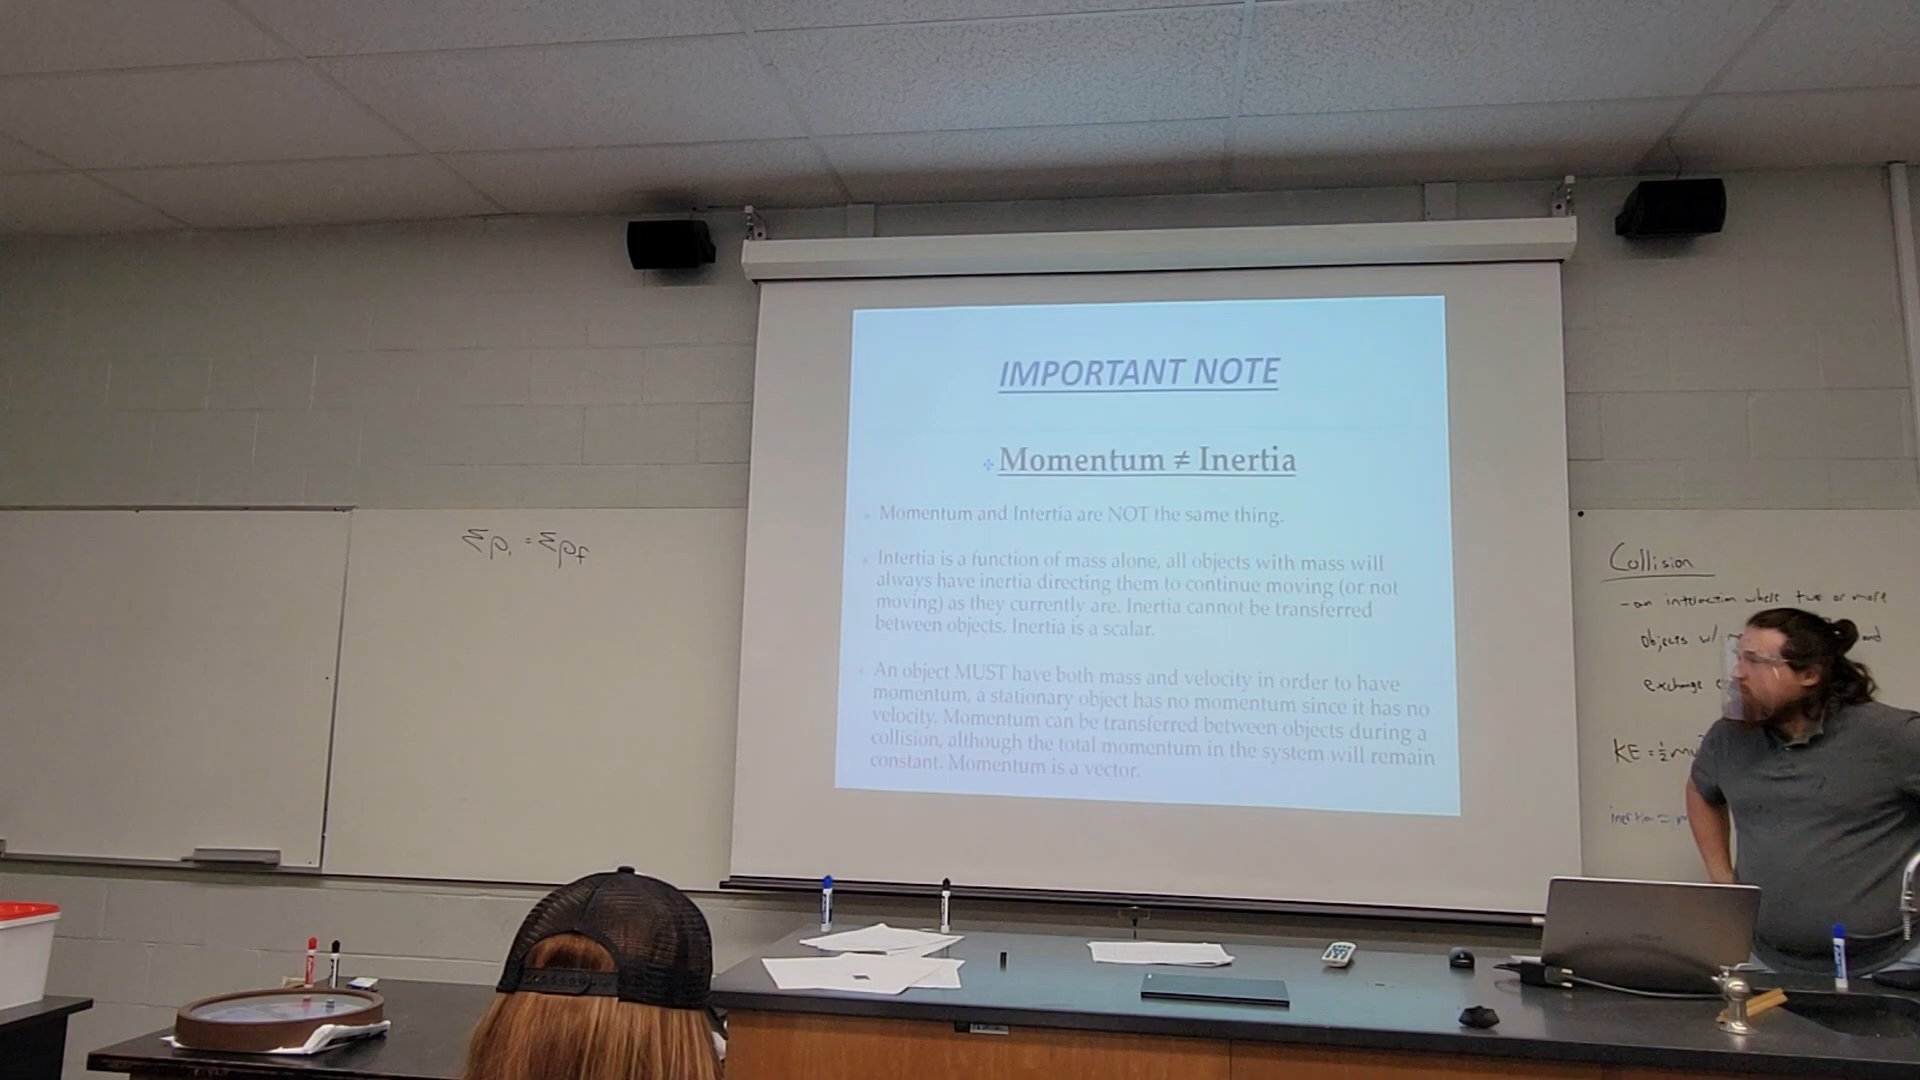 IMPORTANT NOTE
Momentum ≠ Inertia
Momentum and Intertia are NOT the same thing.
Intertia is a function of mass alone, all objects with mass will
always have inertia directing them to continue moving (or not
moving) as they currently are. Inertia cannot be transferred
between objects. Inertia is a scalar.
An object MUST have both mass and velocity in order to have
momentum, a stationary object has no momentum since it has no
velocity. Momentum can be transferred between objects during a
collision, although the total momentum in the system will remain
constant. Momentum is a vector.
Σpᵢ = Σpf
Collision
- an interaction where two or more
Objects w/ and
exchange
KE = ½mv
inertia =